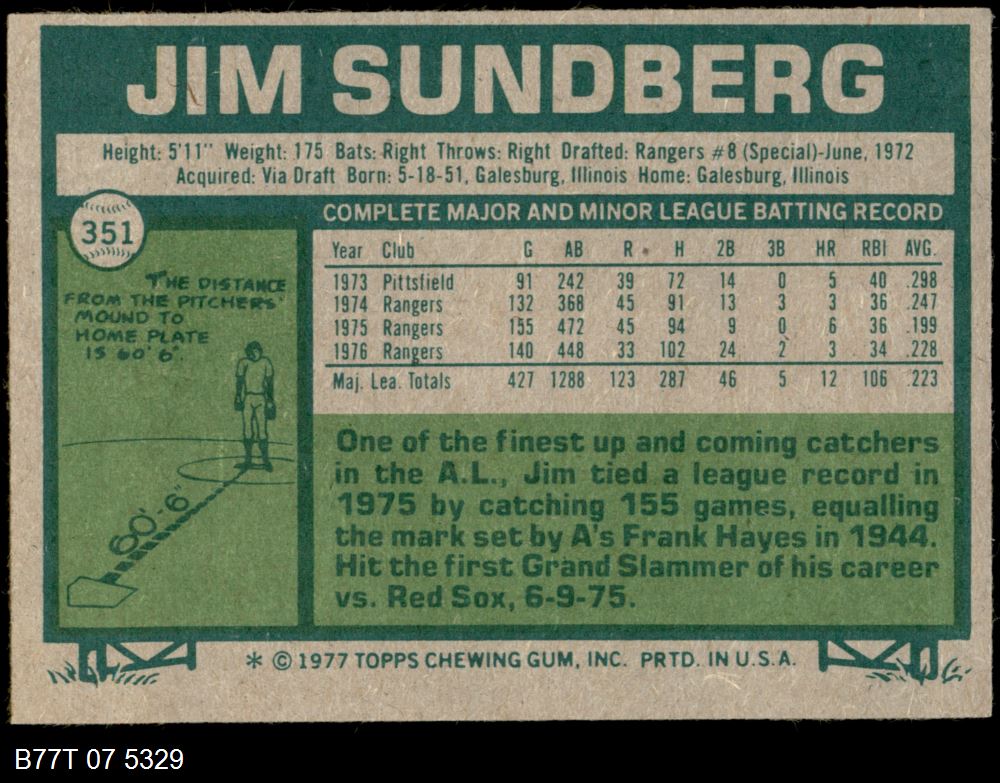 JIM SUNDBERG
Height: 5'11" Weight: 175 Bats: Right Throws: Right Drafted: Rangers #8 (Special)-June, 1972
Acquired: Via Draft Born: 5-18-51, Galesburg, Illinois Home: Galesburg, Illinois
351
THE DISTANCE
FROM THE PITCHERS'
MOUND TO
HOME PLATE
IS 60' 6".
60'-6"
COMPLETE MAJOR AND MINOR LEAGUE BATTING RECORD
Year Club G AB R H 2B 3B HR RBI AVG.
1973 Pittsfield 91 242 39 72 14 0 5 40 .298
1974 Rangers 132 368 45 91 13 3 3 36 .247
1975 Rangers 155 472 45 94 9 0 6 36 .199
1976 Rangers 140 448 33 102 24 2 3 34 .228
Maj. Lea. Totals 427 1288 123 287 46 5 12 106 .223
One of the finest up and coming catchers
in the A.L., Jim tied a league record in
1975 by catching 155 games, equalling
the mark set by A's Frank Hayes in 1944.
Hit the first Grand Slammer of his career
vs. Red Sox, 6-9-75.
* © 1977 TOPPS CHEWING GUM, INC. PRTD. IN U.S.A.
B77T 07 5329